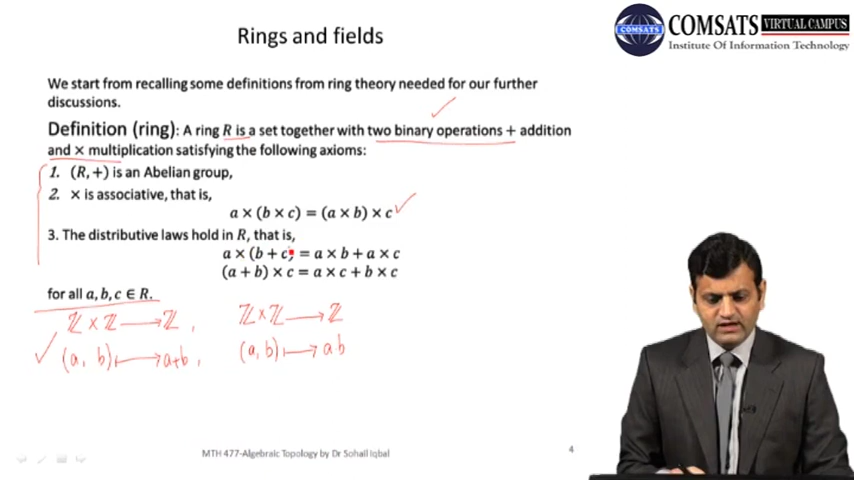 Rings and fields
COMSATS VIRTUAL CAMPUS
Institute Of Information Technology
We start from recalling some definitions from ring theory needed for our further
discussions.
Definition (ring): A ring R is a set together with two binary operations + addition
and × multiplication satisfying the following axioms:
1. (R,+) is an Abelian group,
2. × is associative, that is,
a × (b × c) = (a × b) × c
3. The distributive laws hold in R, that is,
a × (b + c) = a × b + a × c
(a + b) × c = a × c + b × c
for all a, b, c ∈ R.
ℤ × ℤ ⟶ ℤ , ℤ × ℤ ⟶ ℤ
(a, b) ⟼ a+b , (a, b) ⟼ ab
MTH 477-Algebraic Topology by Dr Sohail Iqbal 4